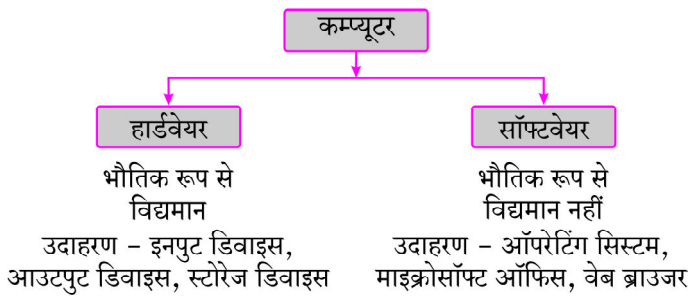 कम्प्यूटर
हार्डवेयर
भौतिक रूप से
विद्यमान
उदाहरण – इनपुट डिवाइस,
आउटपुट डिवाइस, स्टोरेज डिवाइस
सॉफ्टवेयर
भौतिक रूप से
विद्यमान नहीं
उदाहरण – ऑपरेटिंग सिस्टम,
माइक्रोसॉफ्ट ऑफिस, वेब ब्राउजर